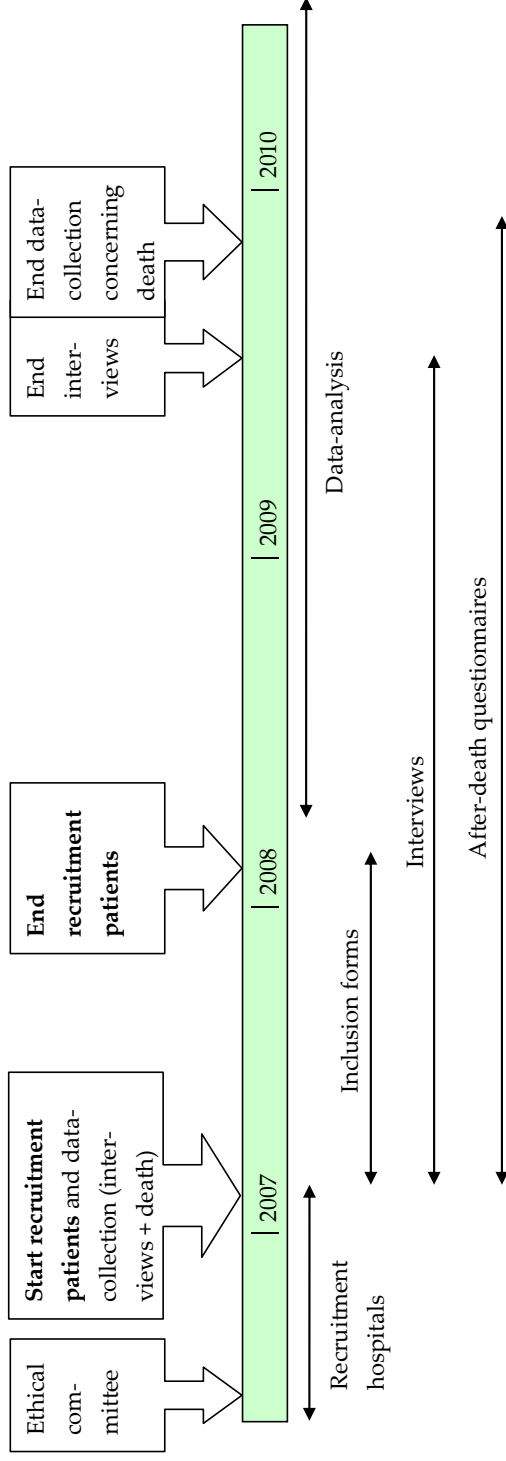 Ethical
com-
mittee
Start recruitment
patients and data-
collection (inter-
views + death)
End
recruitment
patients
End
inter-
views
End data-
collection
concerning
death
| 2007
| 2008
| 2009
| 2010
Recruitment
hospitals
Data-analysis
Inclusion forms
Interviews
After-death questionnaires